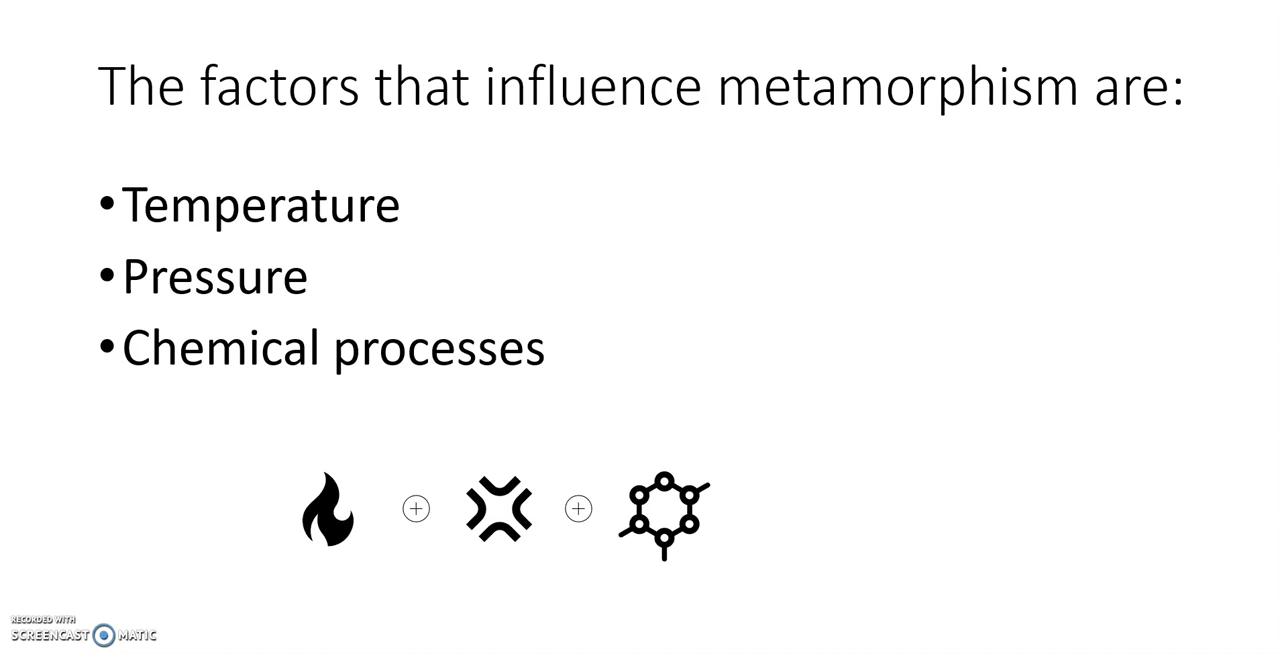 The factors that influence metamorphism are:
•Temperature
•Pressure
•Chemical processes
RECORDED WITH
SCREENCAST MATIC